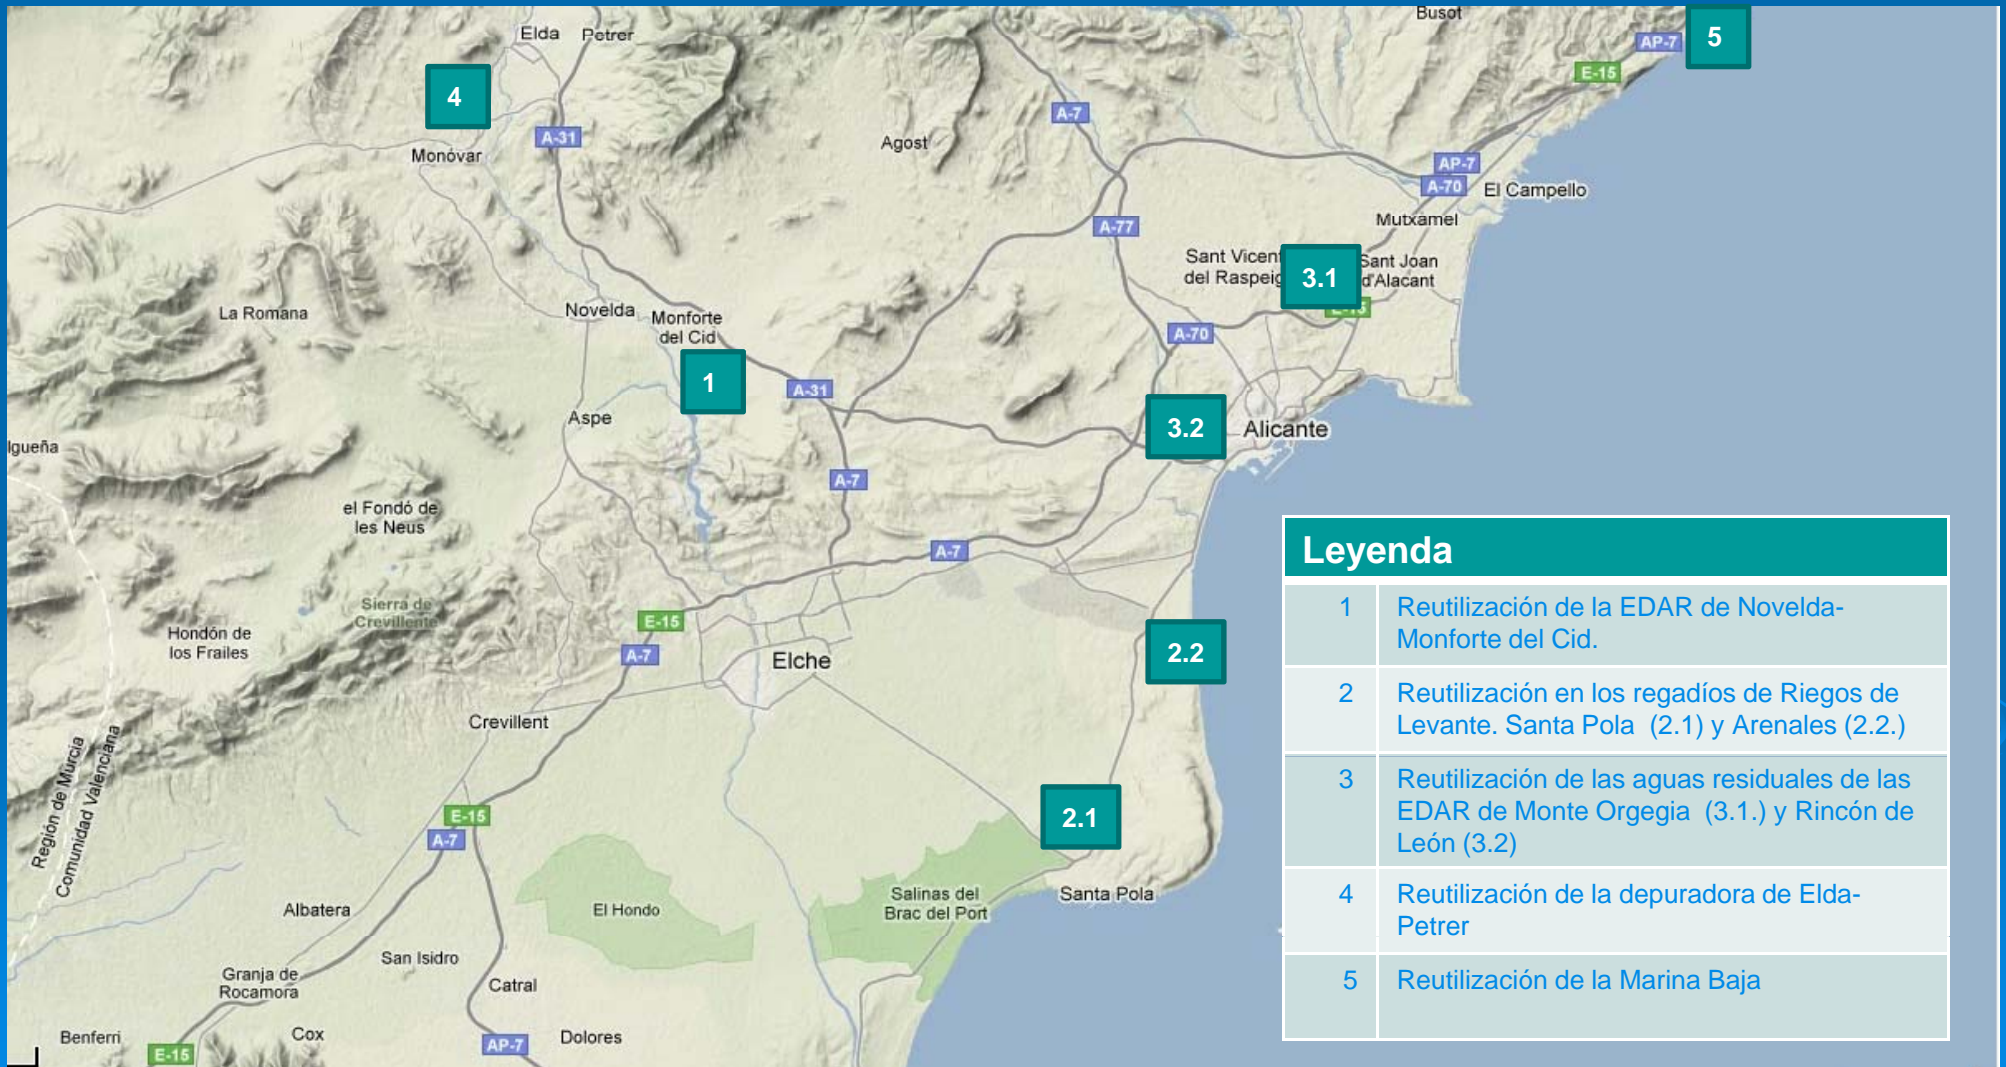 Busot
5
AP-7
E-15
Elda Petrer
4
A-31
A-7
Agost
Monóvar
AP-7
A-70
El Campello
Mutxamel
A-77
Sant Vicent
del Raspeig
3.1
Sant Joan
d'Alacant
E-15
La Romana
Novelda
Monforte
del Cid
A-70
1
A-31
Aspe
3.2
Alicante
A-7
el Fondó de
les Neus
A-7
Sierra de
Crevillente
Hondón de
los Frailes
E-15
A-7
Elche
2.2
Crevillent
Región de Murcia
Comunidad Valenciana
E-15
A-7
2.1
Albatera
El Hondo
Salinas del
Brac del Port
Santa Pola
San Isidro
Granja de
Rocamora
Catral
Benferri
E-15
Cox
AP-7
Dolores
Leyenda
1 Reutilización de la EDAR de Novelda-
Monforte del Cid.
2 Reutilización en los regadíos de Riegos de
Levante. Santa Pola (2.1) y Arenales (2.2.)
3 Reutilización de las aguas residuales de las
EDAR de Monte Orgegia (3.1.) y Rincón de
León (3.2)
4 Reutilización de la depuradora de Elda-
Petrer
5 Reutilización de la Marina Baja